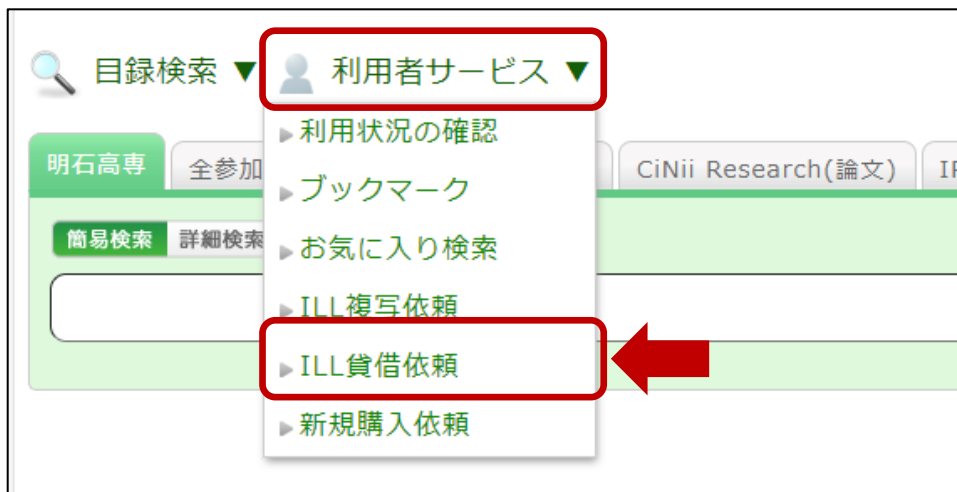 目録検索 ▼ 利用者サービス ▼
利用状況の確認
明石高専 全参加 CiNii Research(論文)
ブックマーク
簡易検索 詳細検索
お気に入り検索
ILL複写依頼
ILL貸借依頼
新規購入依頼